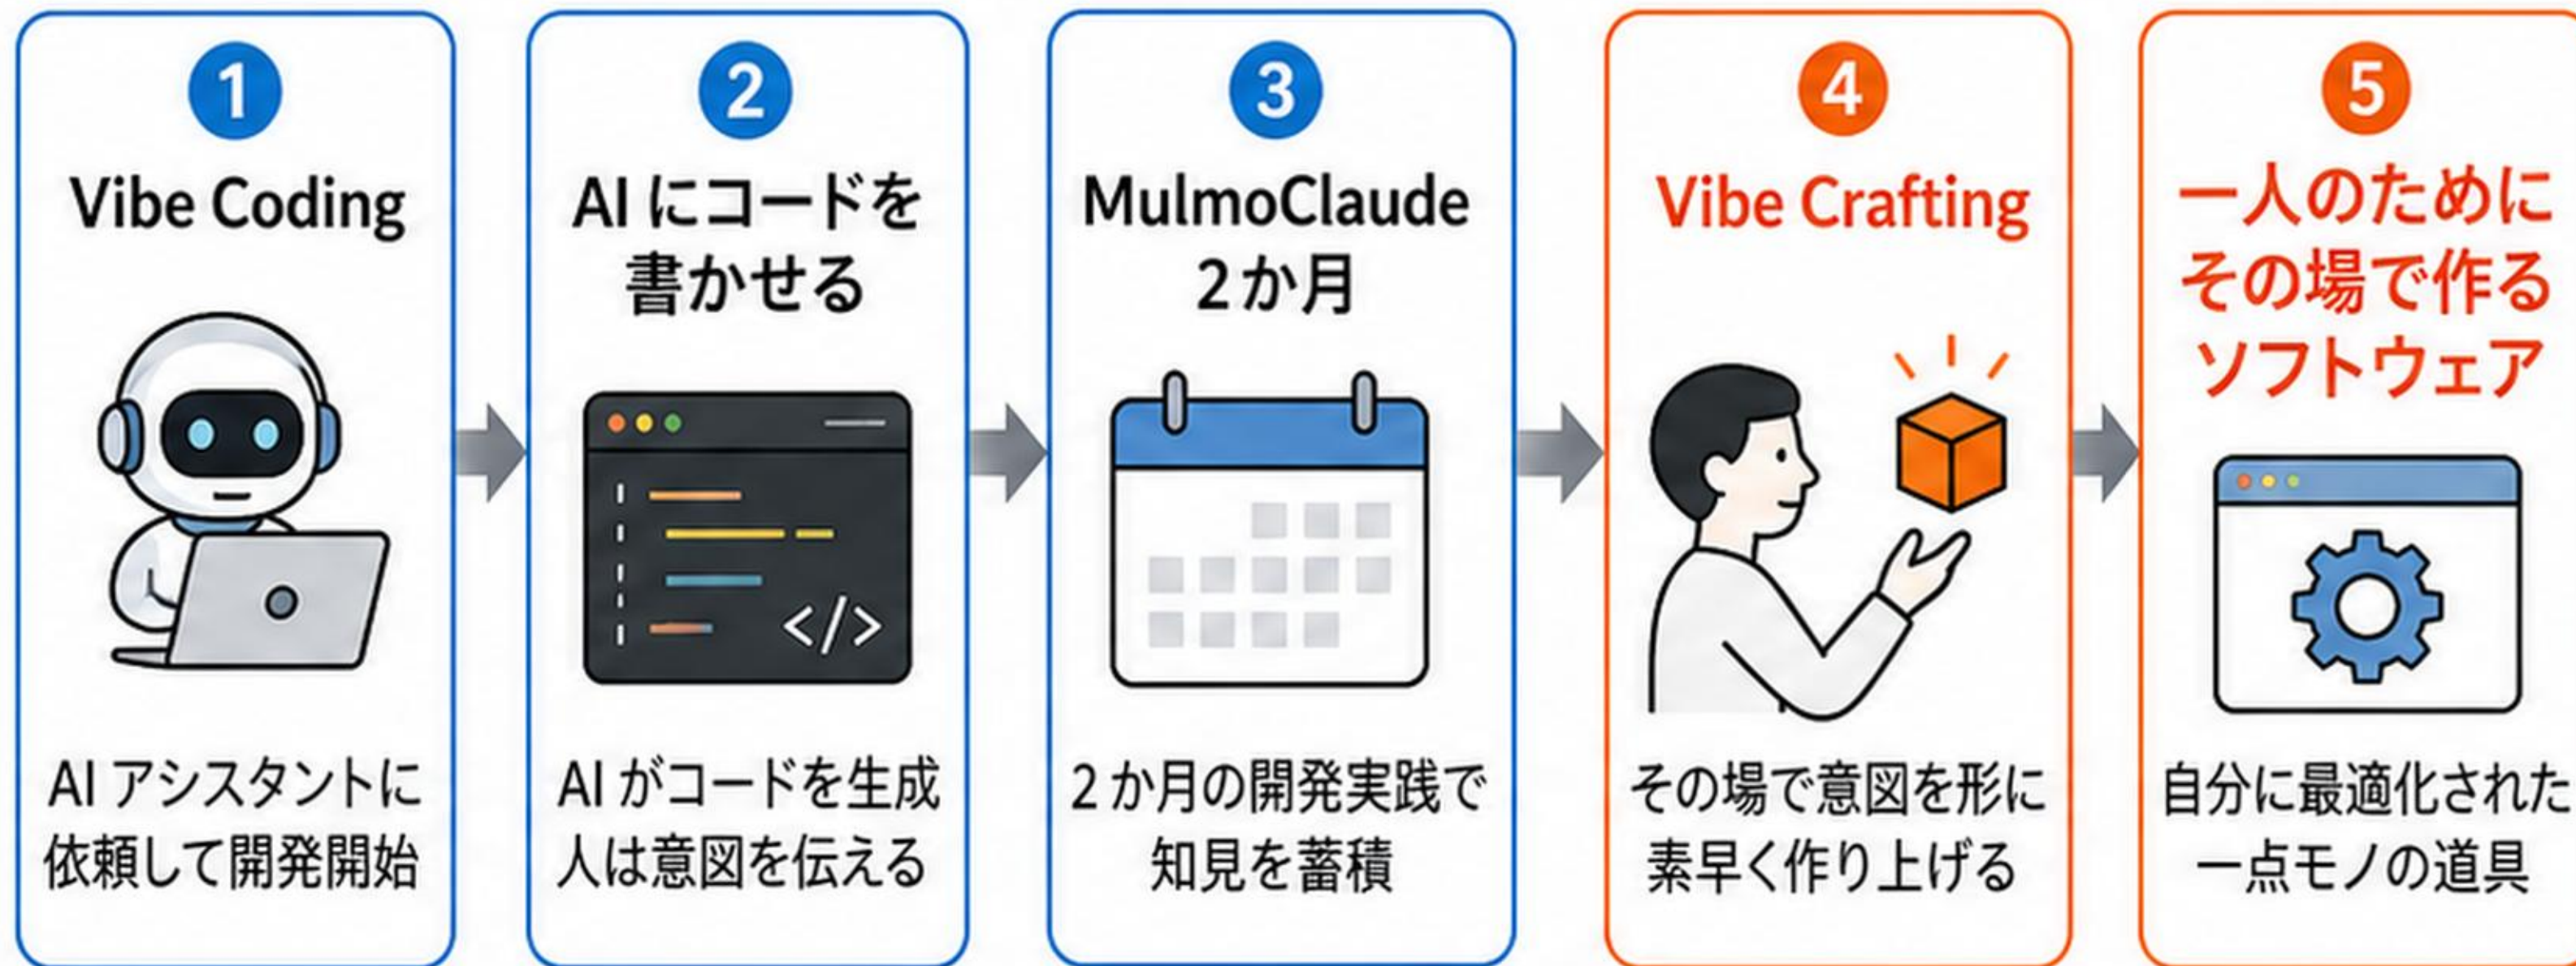 1
Vibe Coding
AI アシスタントに
依頼して開発開始
2
AI にコードを
書かせる
</>
AI がコードを生成
人は意図を伝える
3
MulmoClaude
2か月
2 か月の開発実践で
知見を蓄積
4
Vibe Crafting
その場で意図を形に
素早く作り上げる
5
一人のために
その場で作る
ソフトウェア
自分に最適化された
一点モノの道具